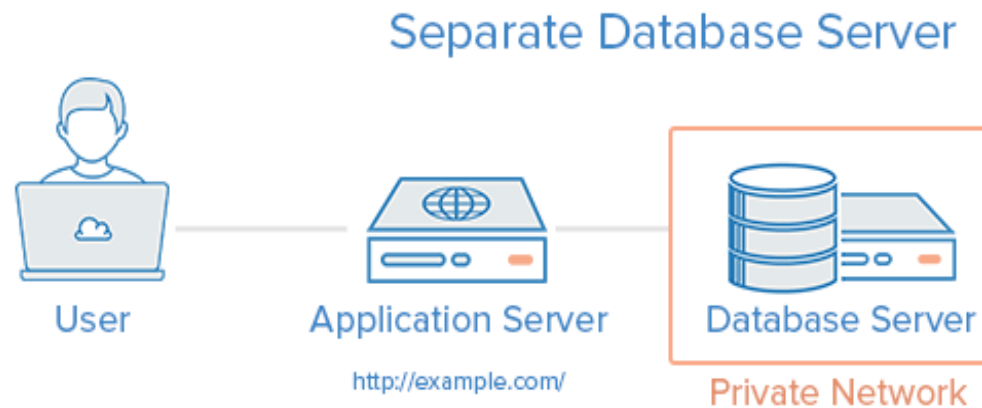 Separate Database Server
User
Application Server
http://example.com/
Database Server
Private Network